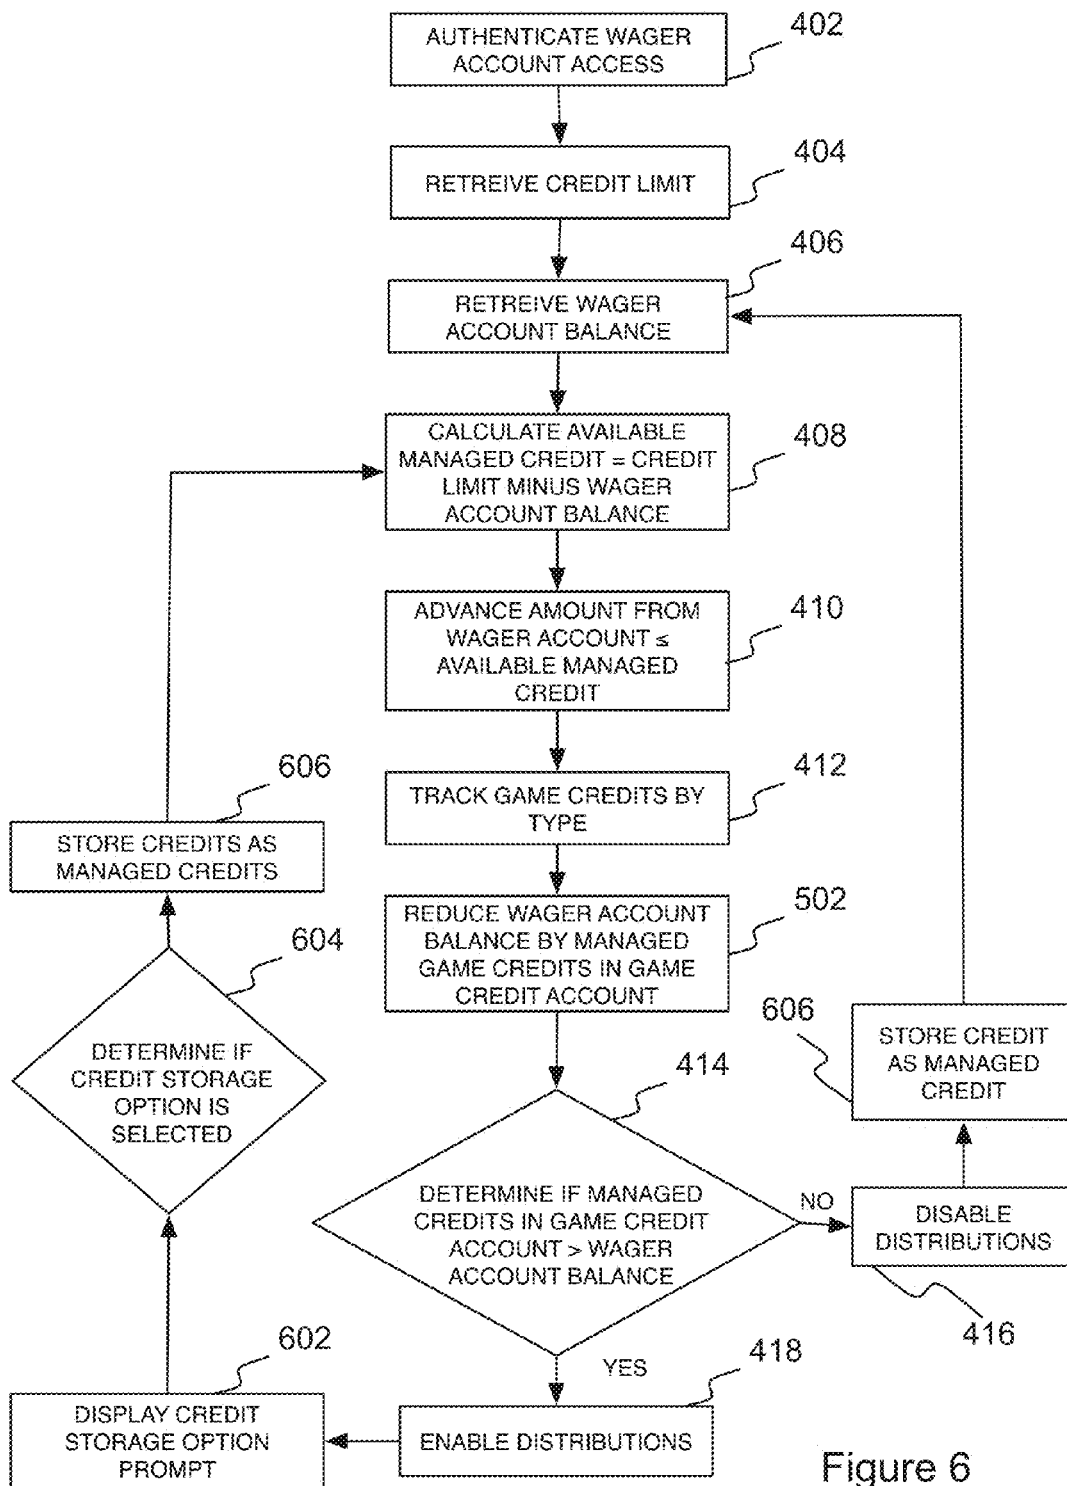 AUTHENTICATE WAGER
ACCOUNT ACCESS
402
RETREIVE CREDIT LIMIT
404
RETREIVE WAGER
ACCOUNT BALANCE
406
CALCULATE AVAILABLE
MANAGED CREDIT = CREDIT
LIMIT MINUS WAGER
ACCOUNT BALANCE
408
ADVANCE AMOUNT FROM
WAGER ACCOUNT ≤
AVAILABLE MANAGED
CREDIT
410
TRACK GAME CREDITS BY
TYPE
412
REDUCE WAGER ACCOUNT
BALANCE BY MANAGED
GAME CREDITS IN GAME
CREDIT ACCOUNT
502
DETERMINE IF MANAGED
CREDITS IN GAME CREDIT
ACCOUNT > WAGER
ACCOUNT BALANCE
414
NO
DISABLE
DISTRIBUTIONS
416
STORE CREDIT
AS MANAGED
CREDIT
606
YES
ENABLE DISTRIBUTIONS
418
DISPLAY CREDIT
STORAGE OPTION
PROMPT
602
DETERMINE IF
CREDIT STORAGE
OPTION IS
SELECTED
604
STORE CREDITS AS
MANAGED CREDITS
606
Figure 6